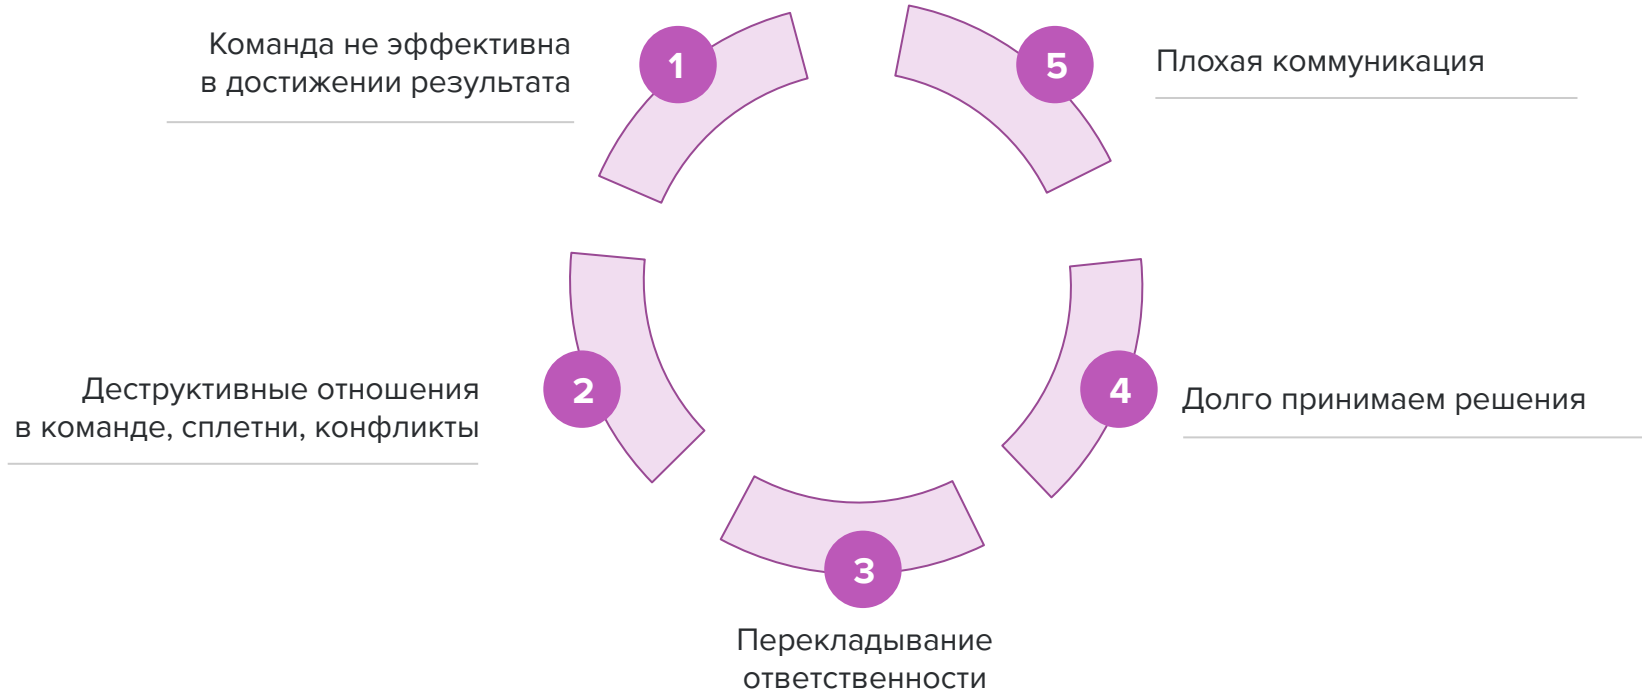 1
Команда не эффективна
в достижении результата
2
Деструктивные отношения
в команде, сплетни, конфликты
3
Перекладывание
ответственности
4
Долго принимаем решения
5
Плохая коммуникация